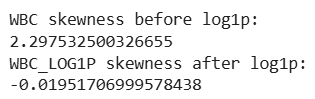 WBC skewness before log1p:
2.297532500326655
WBC_LOG1P skewness after log1p:
-0.01951706999578438